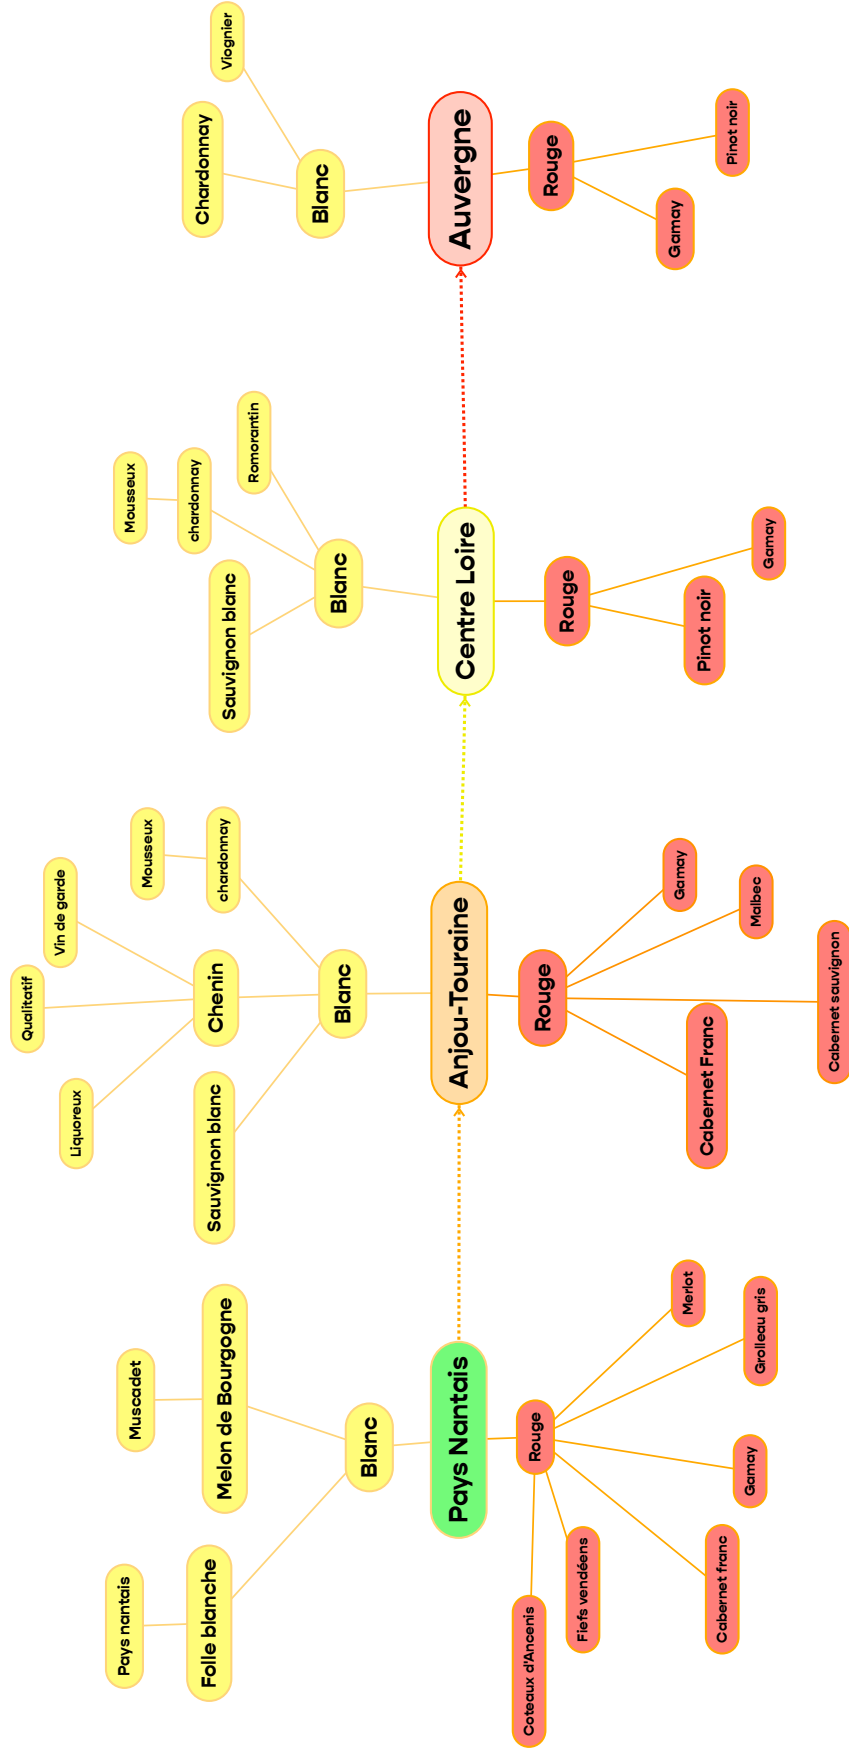 Pays nantais
Folle blanche
Muscadet
Melon de Bourgogne
Blanc
Pays Nantais
Rouge
Coteaux d'Ancenis
Fiefs vendéens
Cabernet franc
Gamay
Grolleau gris
Merlot
Liquoreux
Qualitatif
Vin de garde
Mousseux
Sauvignon blanc
Chenin
chardonnay
Blanc
Anjou-Touraine
Rouge
Cabernet Franc
Cabernet sauvignon
Malbec
Gamay
Mousseux
Sauvignon blanc
chardonnay
Romorantin
Blanc
Centre Loire
Rouge
Pinot noir
Gamay
Chardonnay
Viognier
Blanc
Auvergne
Rouge
Gamay
Pinot noir